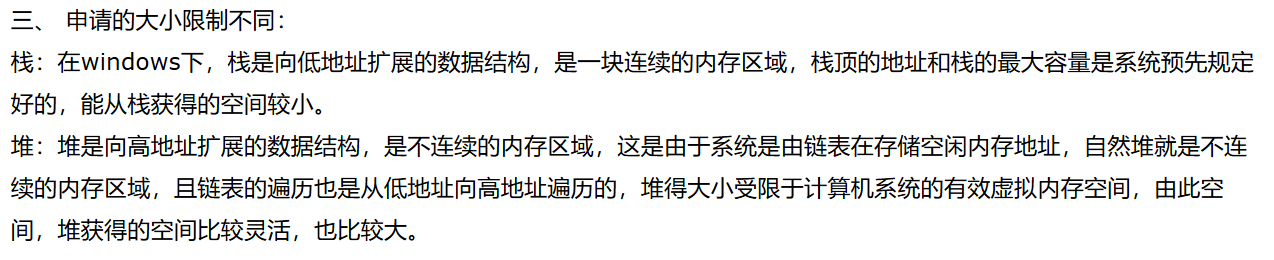 三、 申请的大小限制不同：
栈：在windows下，栈是向低地址扩展的数据结构，是一块连续的内存区域，栈顶的地址和栈的最大容量是系统预先规定
好的，能从栈获得的空间较小。
堆：堆是向高地址扩展的数据结构，是不连续的内存区域，这是由于系统是由链表在存储空闲内存地址，自然堆就是不连
续的内存区域，且链表的遍历也是从低地址向高地址遍历的，堆得大小受限于计算机系统的有效虚拟内存空间，由此空
间，堆获得的空间比较灵活，也比较大。